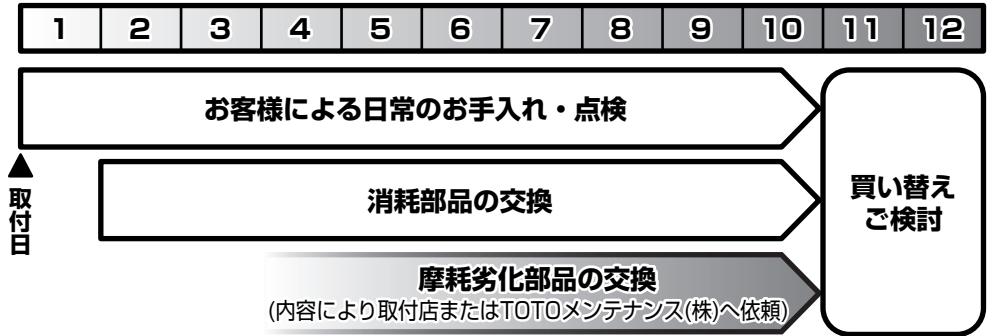 1 2 3 4 5 6 7 8 9 10 11 12
お客様による日常のお手入れ・点検
取付日
消耗部品の交換
買い替え
ご検討
摩耗劣化部品の交換
(内容により取付店またはTOTOメンテナンス(株)へ依頼)